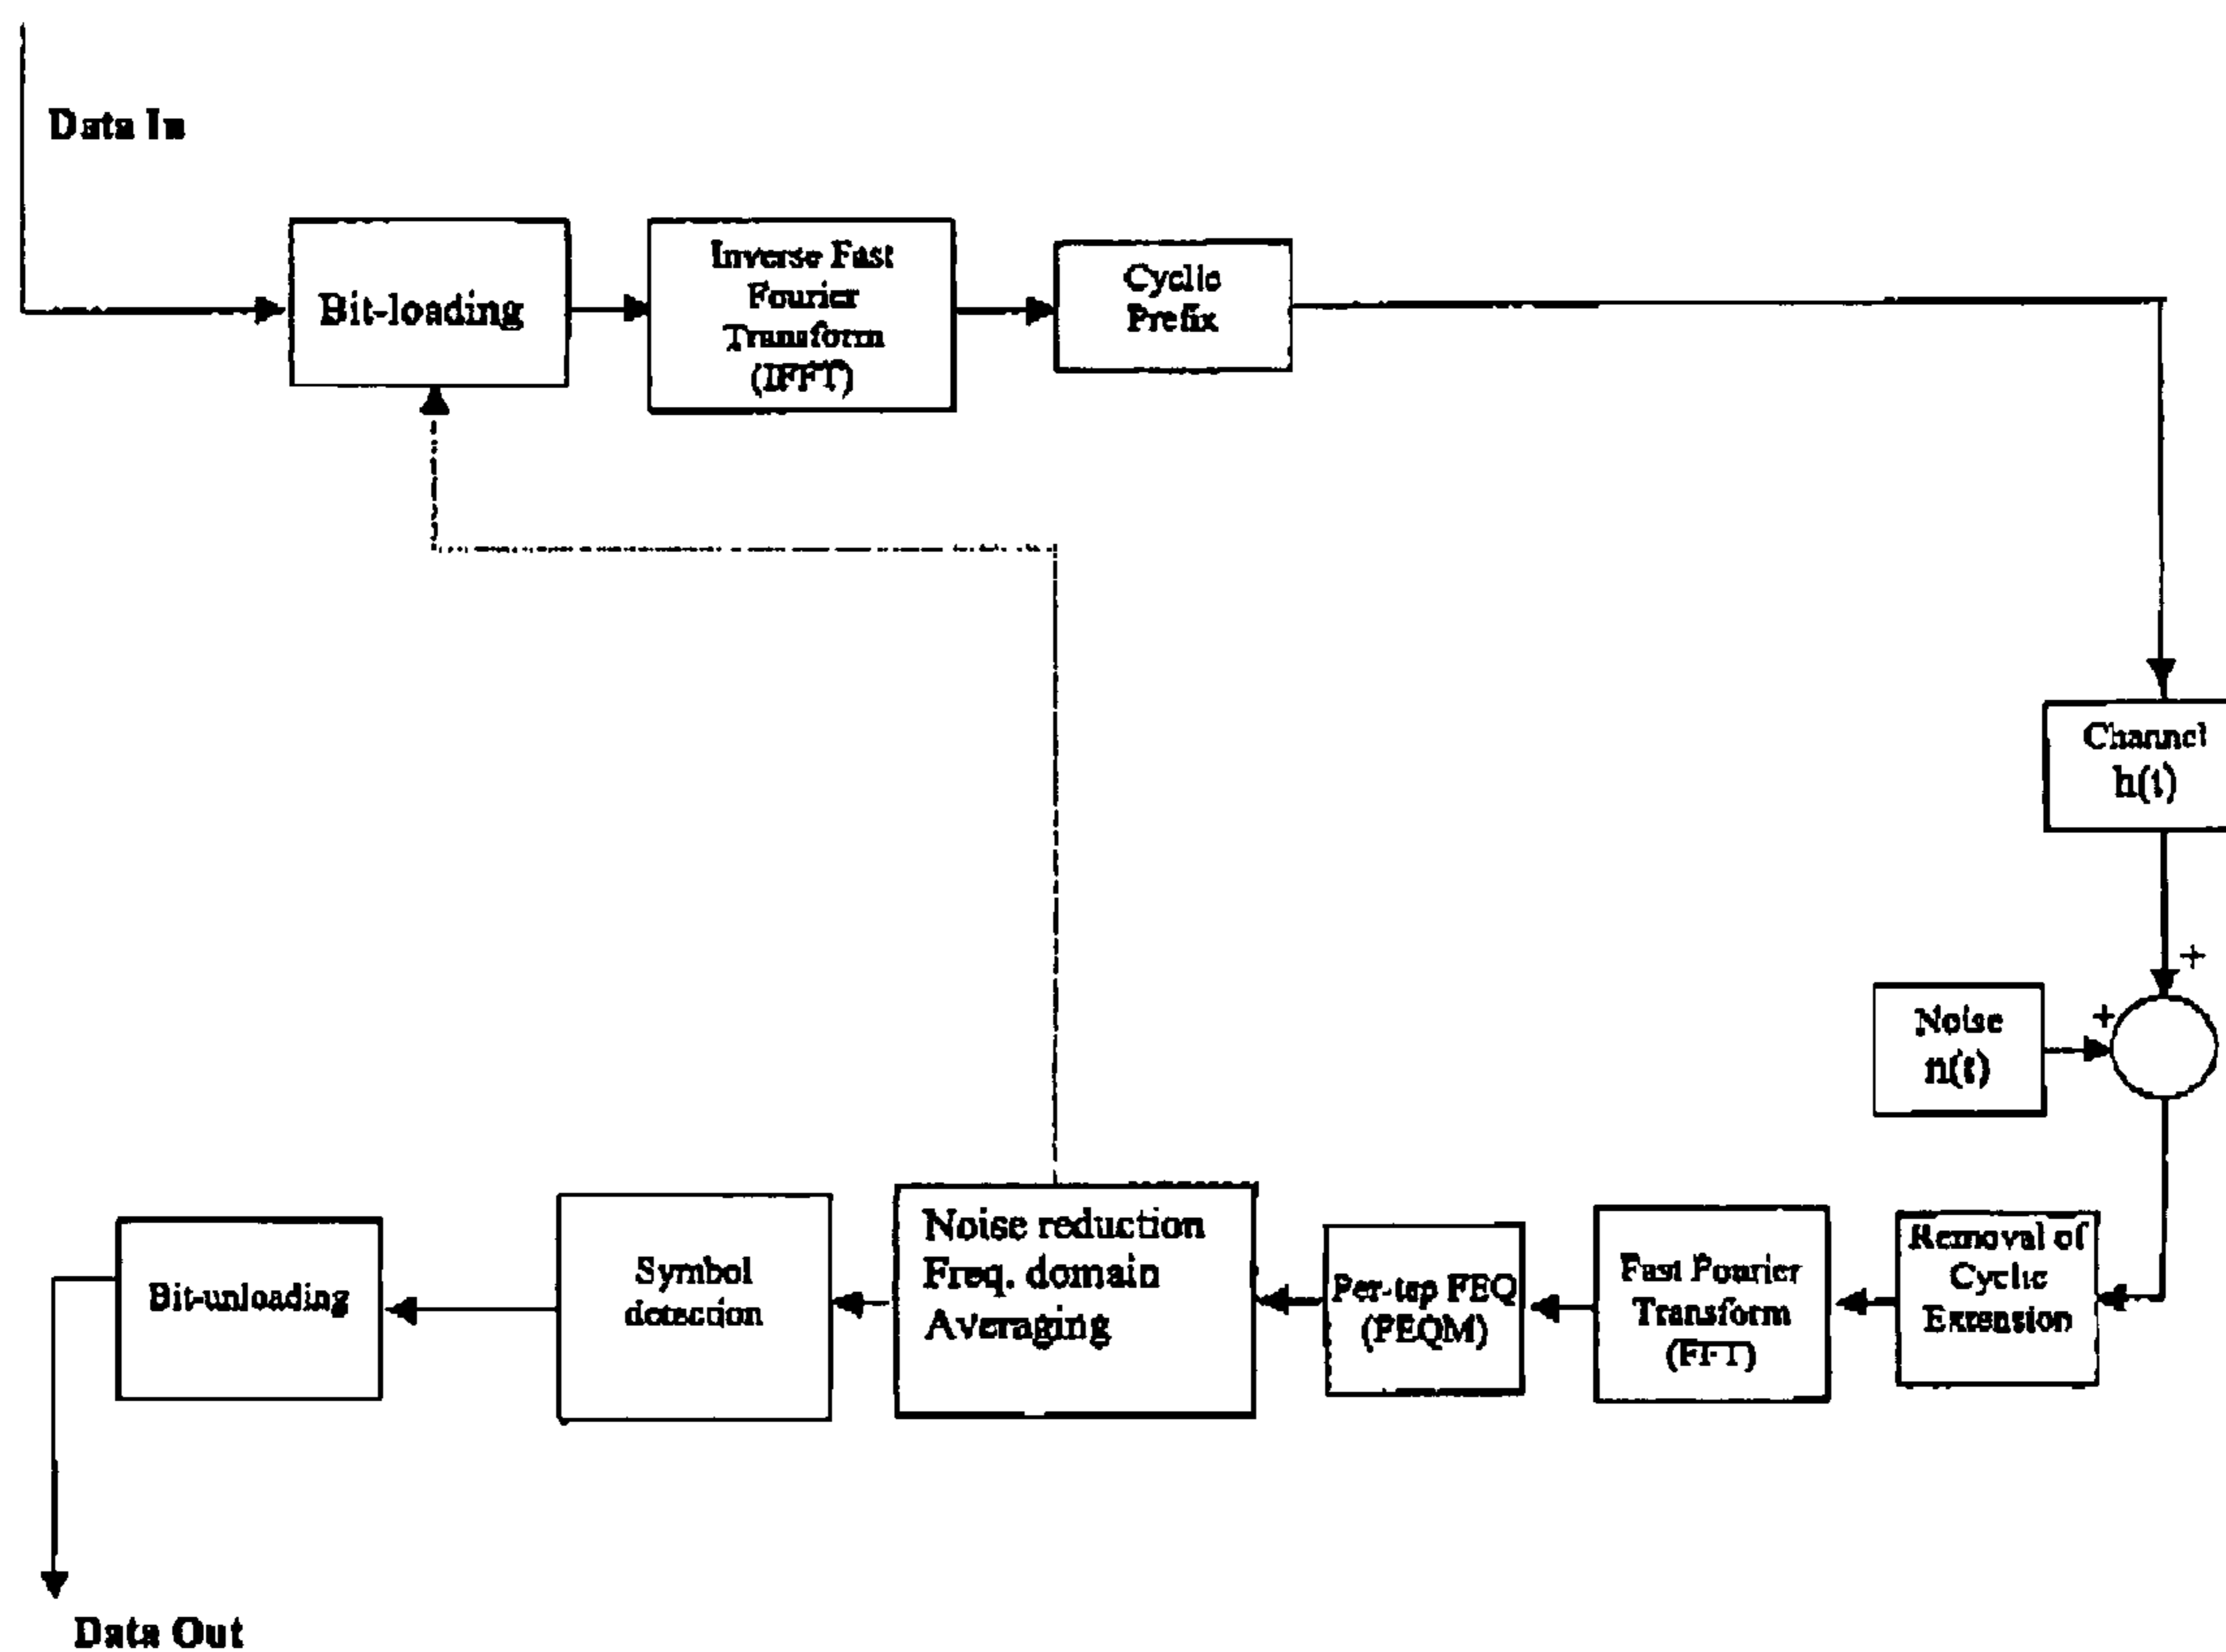 Data In
Bit-loading
Inverse Fast
Fourier
Transform
(IFFT)
Cyclic
Prefix
Channel
h(t)
+
+
Noise
n(t)
Removal of
Cyclic
Extension
Fast Fourier
Transform
(FFT)
Per-tap FEQ
(FEQM)
Noise reduction
Freq. domain
Averaging
Symbol
detection
Bit-unloading
Data Out